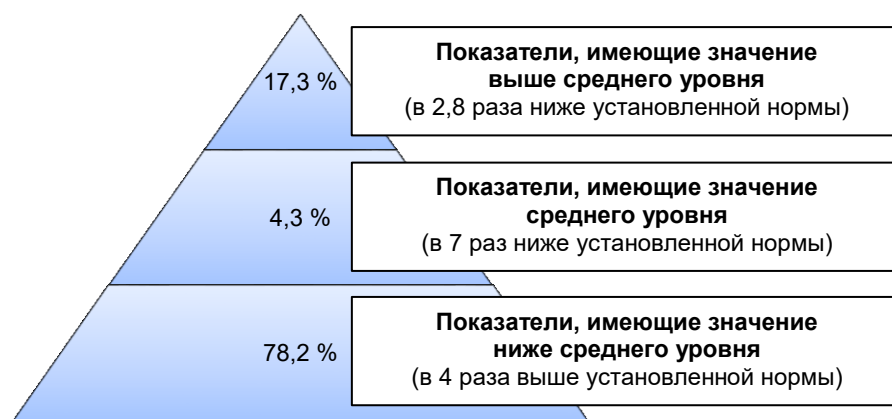 17,3 %
Показатели, имеющие значение
выше среднего уровня
(в 2,8 раза ниже установленной нормы)
4,3 %
Показатели, имеющие значение
среднего уровня
(в 7 раз ниже установленной нормы)
78,2 %
Показатели, имеющие значение
ниже среднего уровня
(в 4 раза выше установленной нормы)